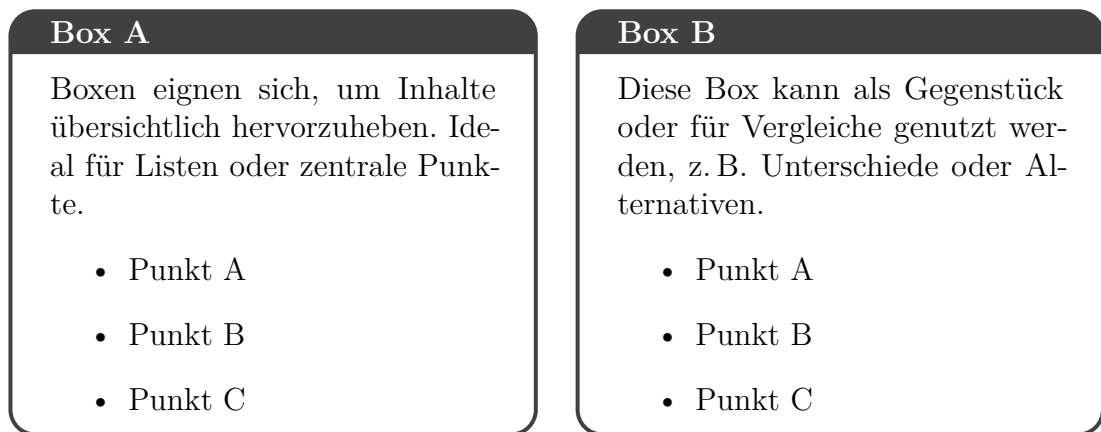 Box A
Boxen eignen sich, um Inhalte
übersichtlich hervorzuheben. Ide-
al für Listen oder zentrale Punk-
te.
• Punkt A
• Punkt B
• Punkt C
Box B
Diese Box kann als Gegenstück
oder für Vergleiche genutzt wer-
den, z. B. Unterschiede oder Al-
ternativen.
• Punkt A
• Punkt B
• Punkt C